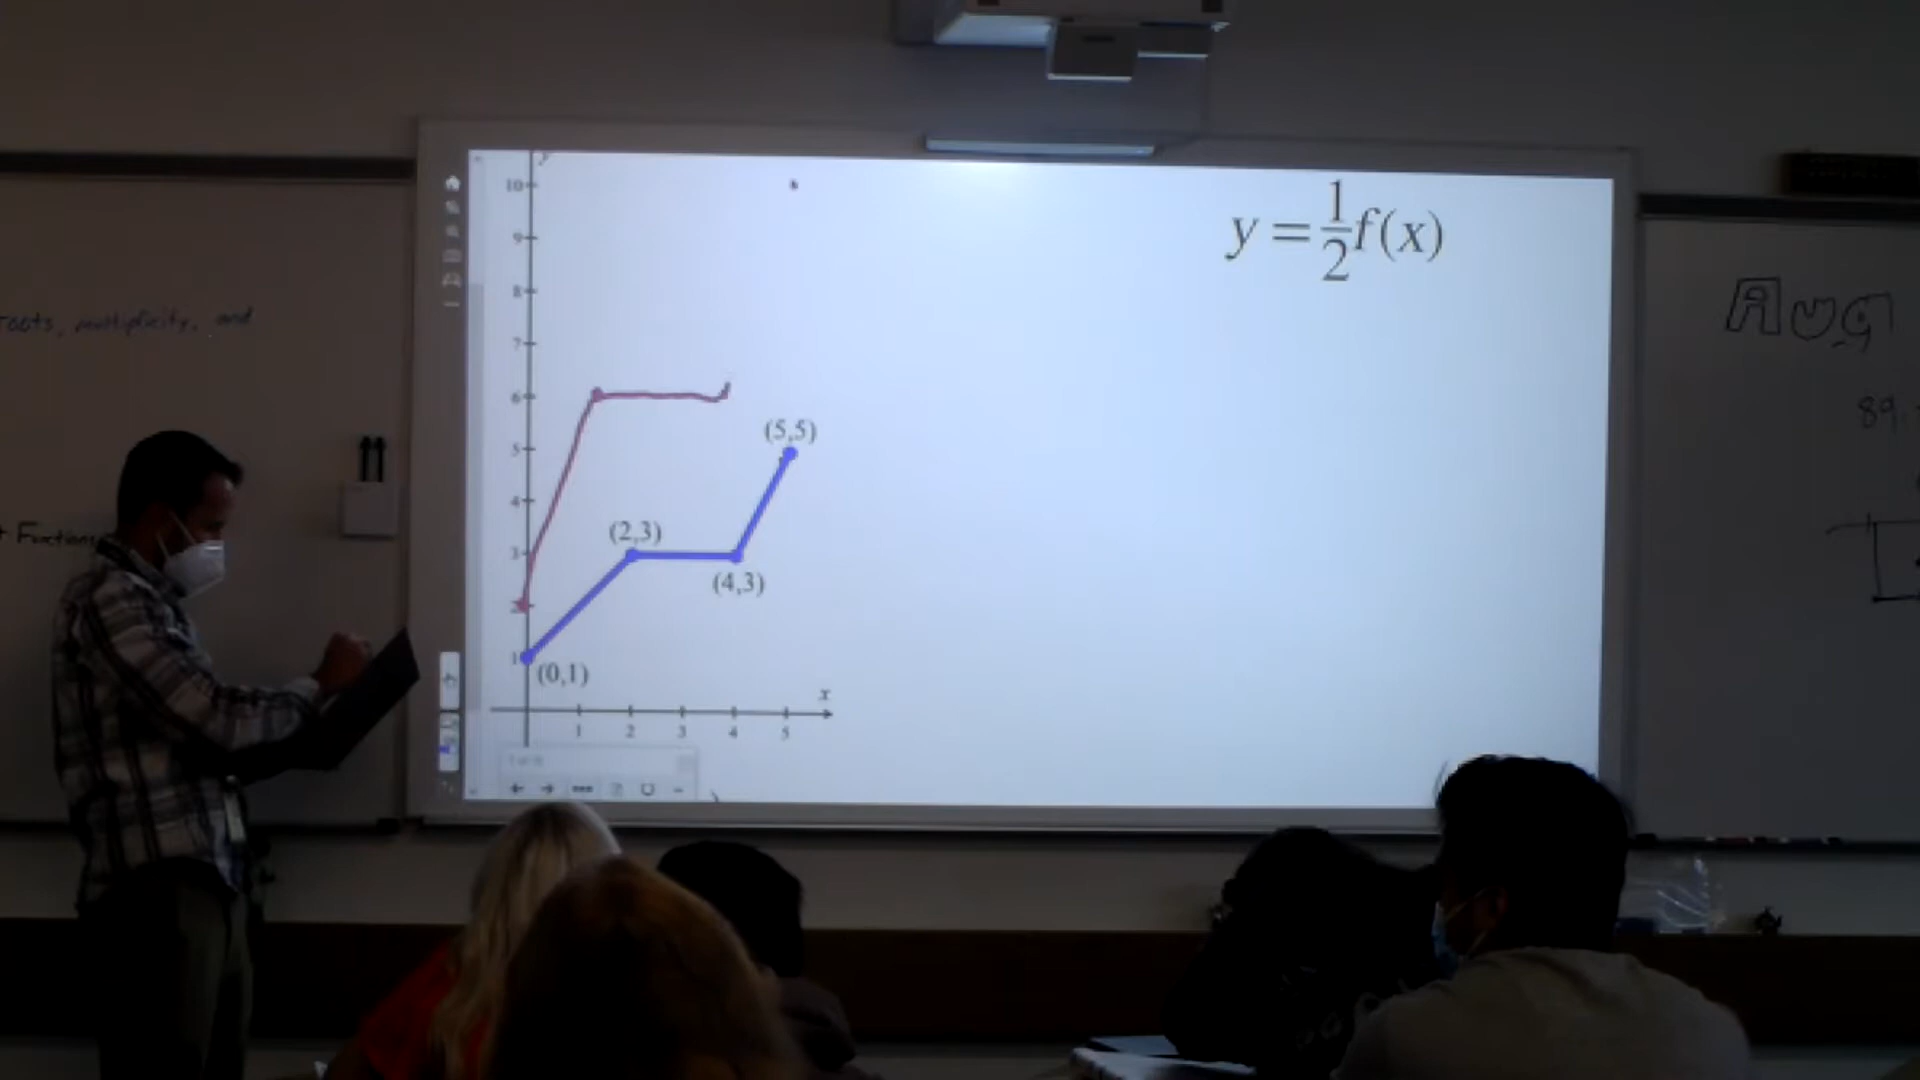 y
10
9
8
7
6
5
4
3
2
1
(5,5)
(2,3)
(4,3)
(0,1)
x
1 2 3 4 5
y = 1/2 f(x)
roots, multiplicity, and
Functions
Aug
89.